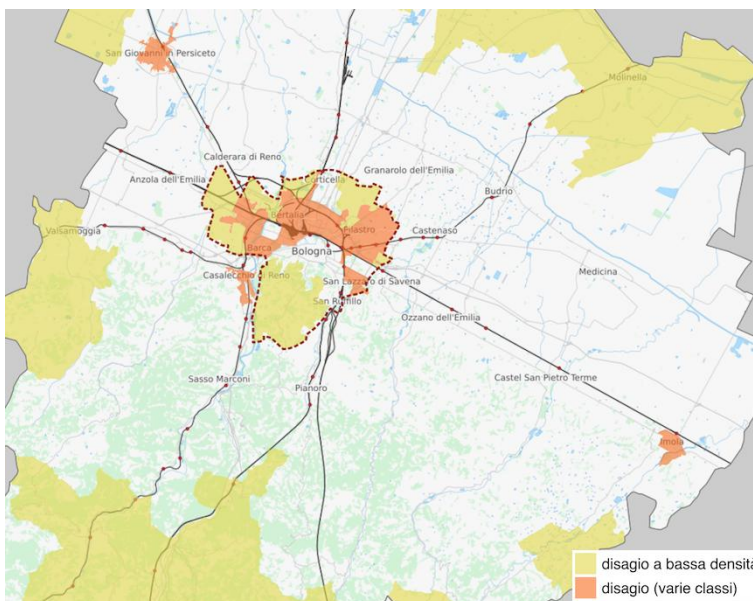 San Giovanni in Persiceto
Molinella
Calderara di Reno
Corticella
Granarolo dell'Emilia
Anzola dell'Emilia
Budrio
Bertalia
Pilastro
Valsamoggia
Castenaso
Barca
Bologna
Casalecchio di Reno
San Lazzaro di Savena
Medicina
San Ruffillo
Ozzano dell'Emilia
Sasso Marconi
Castel San Pietro Terme
Pianoro
Imola
disagio a bassa densità
disagio (varie classi)